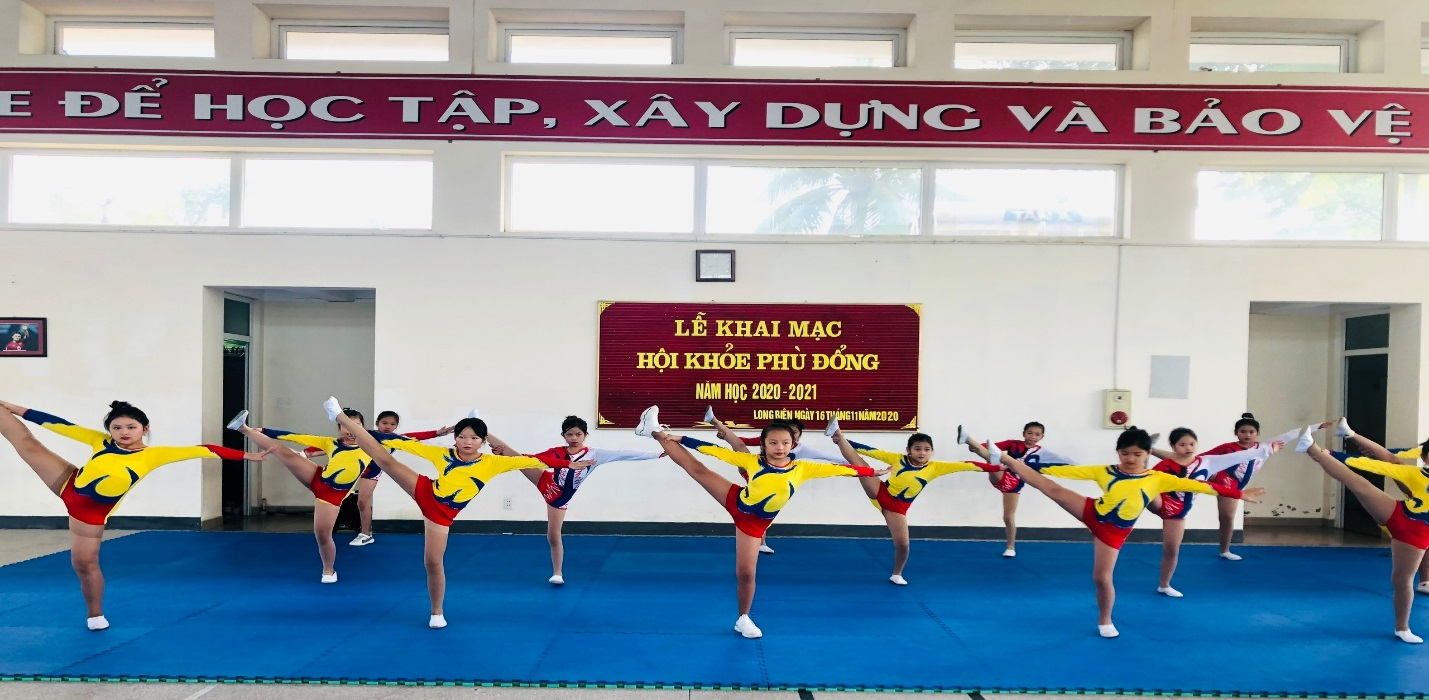 E ĐỂ HỌC TẬP, XÂY DỰNG VÀ BẢO VỆ
LỄ KHAI MẠC
HỘI KHỎE PHÙ ĐỔNG
NĂM HỌC 2020-2021
LONG BIÊN NGÀY 16 THÁNG 11 NĂM 2020